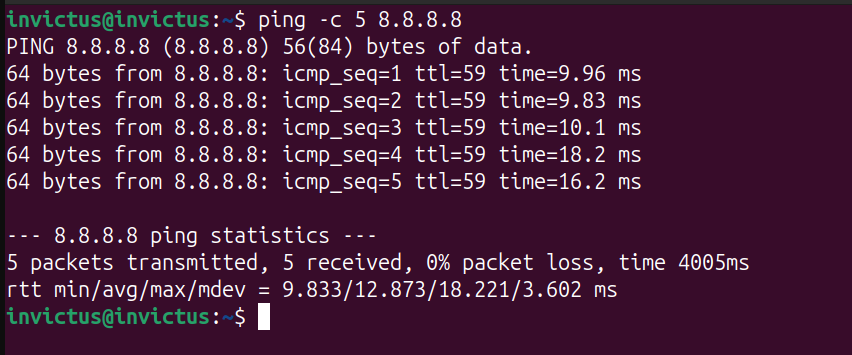 invictus@invictus:~$ ping -c 5 8.8.8.8
PING 8.8.8.8 (8.8.8.8) 56(84) bytes of data.
64 bytes from 8.8.8.8: icmp_seq=1 ttl=59 time=9.96 ms
64 bytes from 8.8.8.8: icmp_seq=2 ttl=59 time=9.83 ms
64 bytes from 8.8.8.8: icmp_seq=3 ttl=59 time=10.1 ms
64 bytes from 8.8.8.8: icmp_seq=4 ttl=59 time=18.2 ms
64 bytes from 8.8.8.8: icmp_seq=5 ttl=59 time=16.2 ms
--- 8.8.8.8 ping statistics ---
5 packets transmitted, 5 received, 0% packet loss, time 4005ms
rtt min/avg/max/mdev = 9.833/12.873/18.221/3.602 ms
invictus@invictus:~$